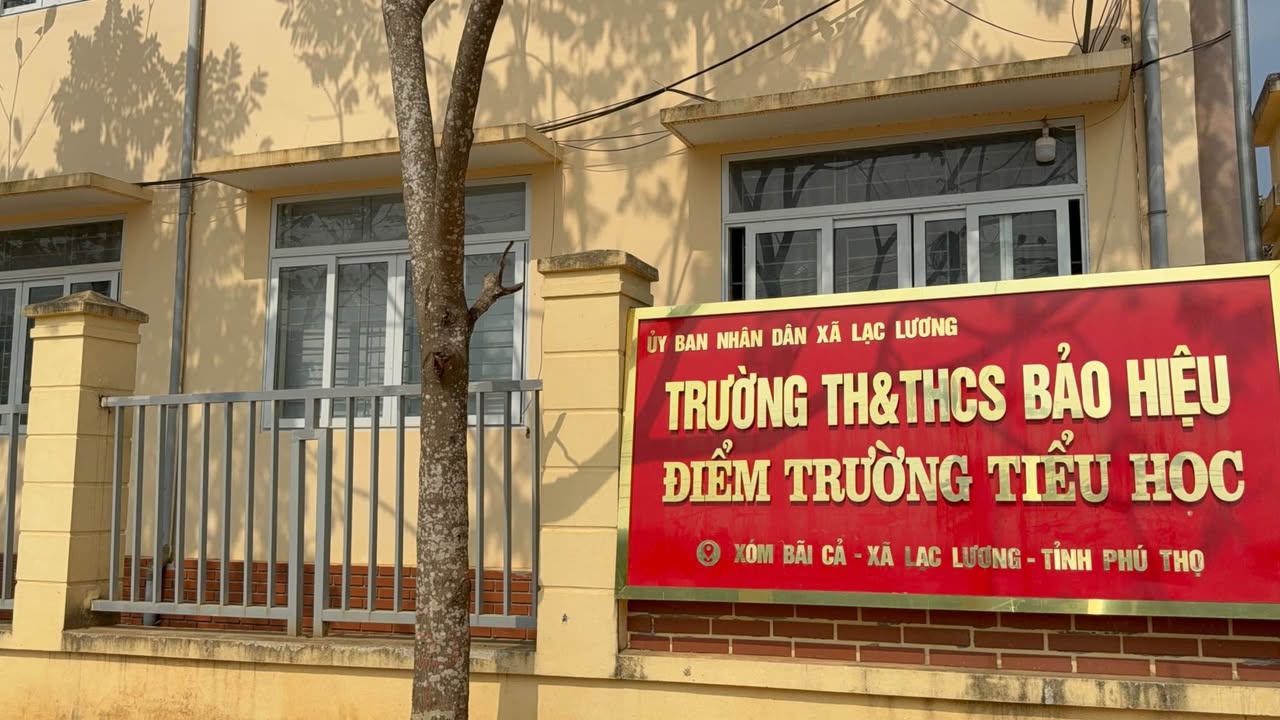 ỦY BAN NHÂN DÂN XÃ LẠC LƯƠNG
TRƯỜNG TH&THCS BẢO HIỆU
ĐIỂM TRƯỜNG TIỂU HỌC
XÓM BÃI CẢ - XÃ LẠC LƯƠNG - TỈNH PHÚ THỌ